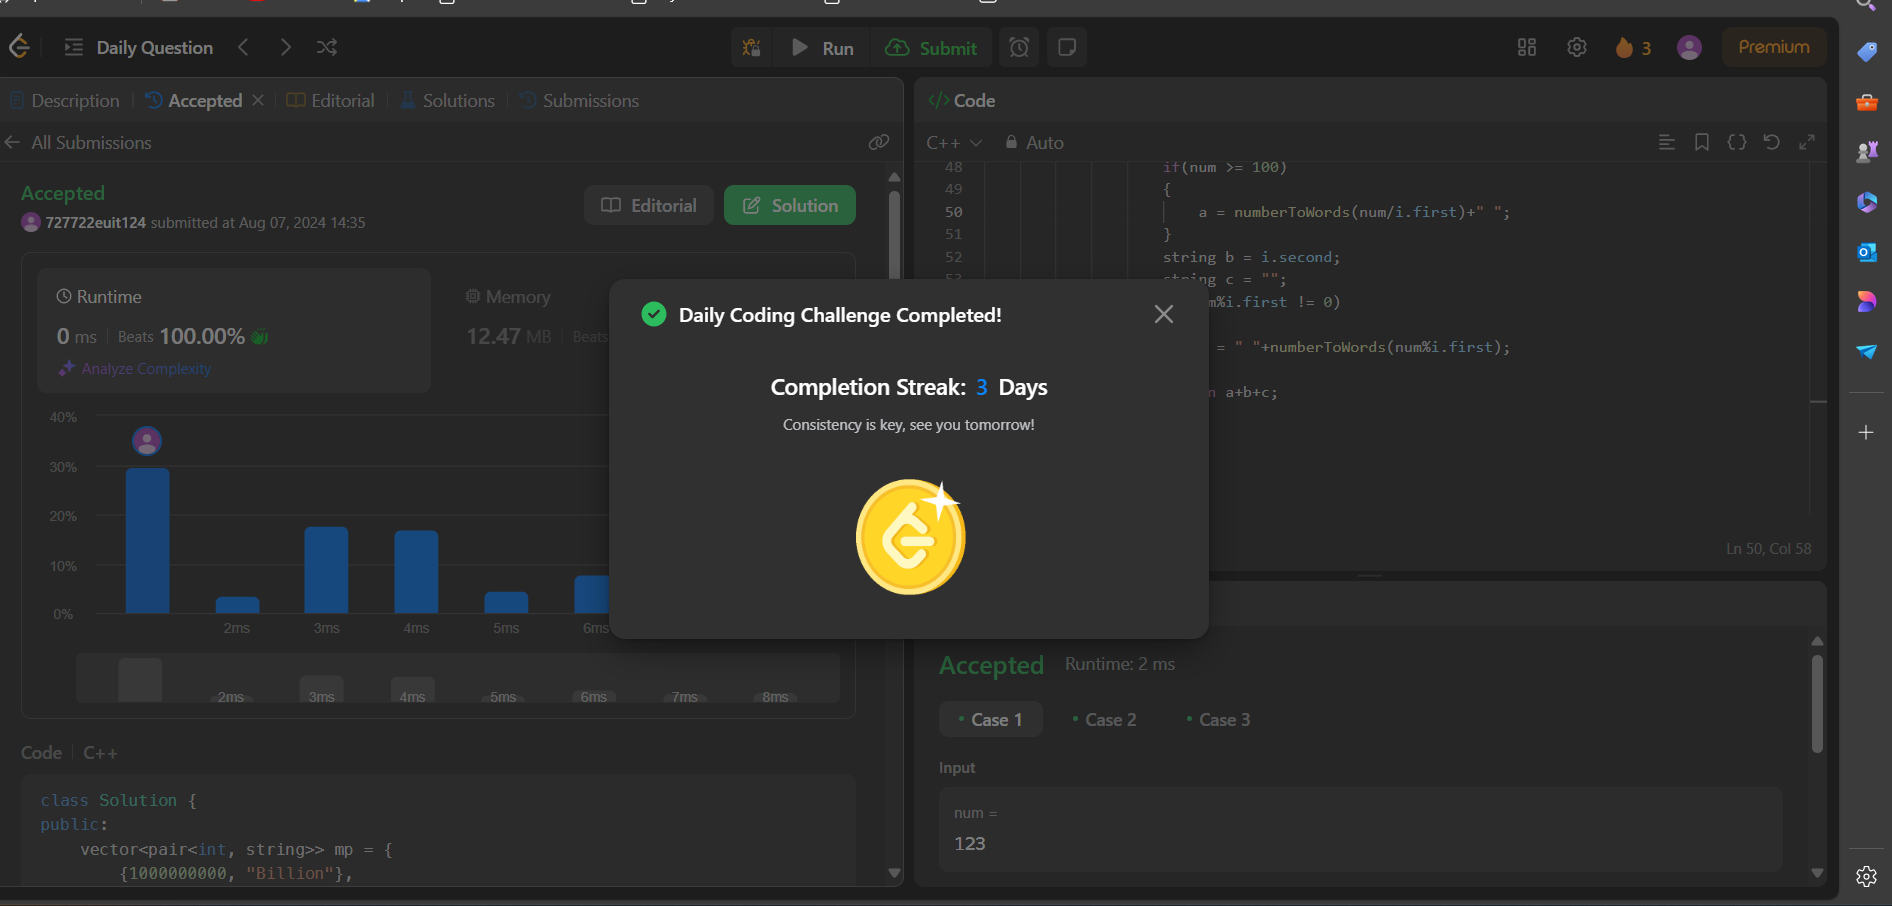 Daily Question
Run
Submit
3
Premium
Description
Accepted
Editorial
Solutions
Submissions
All Submissions
Accepted
Editorial
Solution
727722euit124 submitted at Aug 07, 2024 14:35
Runtime
0 ms
Beats 100.00%
Analyze Complexity
Memory
12.47 MB
Beats
40%
30%
20%
10%
0%
2ms
3ms
4ms
5ms
6ms
2ms
3ms
4ms
5ms
6ms
7ms
8ms
Code
C++
class Solution {
public:
vector<pair<int, string>> mp = {
{1000000000, "Billion"},
Daily Coding Challenge Completed!
Completion Streak: 3 Days
Consistency is key, see you tomorrow!
</> Code
C++
Auto
48 if(num >= 100)
49 {
50 a = numberToWords(num/i.first)+" ";
51 }
52 string b = i.second;
53 string c = "";
m%i.first != 0)
= " "+numberToWords(num%i.first);
n a+b+c;
Ln 50, Col 58
Accepted
Runtime: 2 ms
Case 1
Case 2
Case 3
Input
num =
123